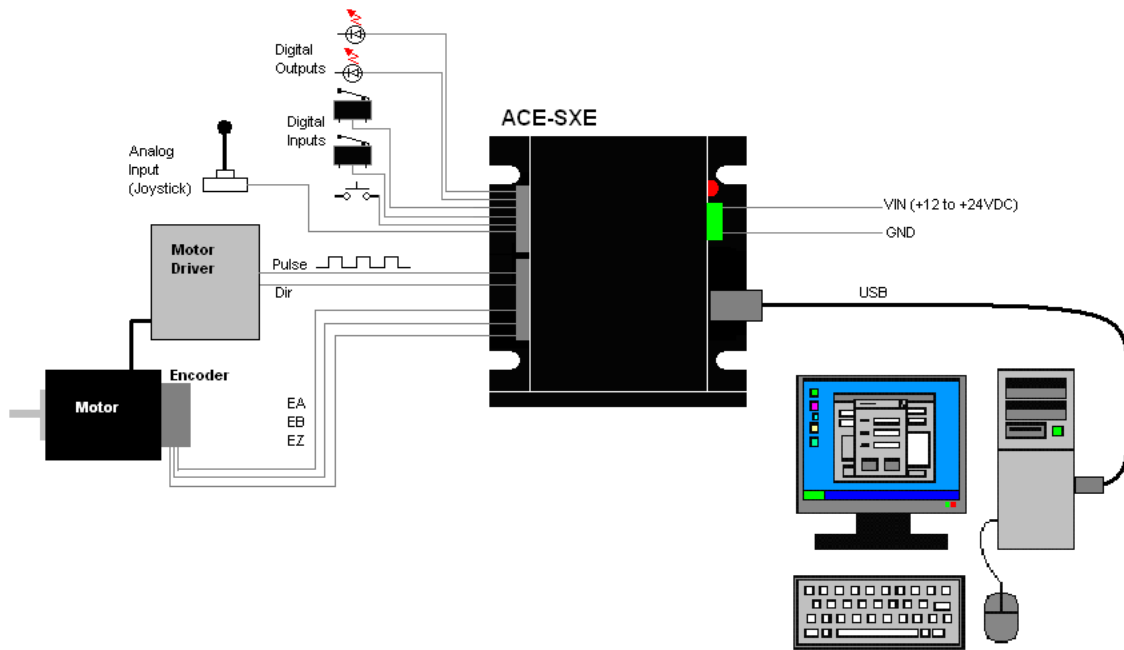 Digital
Outputs
Digital
Inputs
Analog
Input
(Joystick)
ACE-SXE
VIN (+12 to +24VDC)
GND
Motor
Driver
Pulse
Dir
USB
Encoder
Motor
EA
EB
EZ